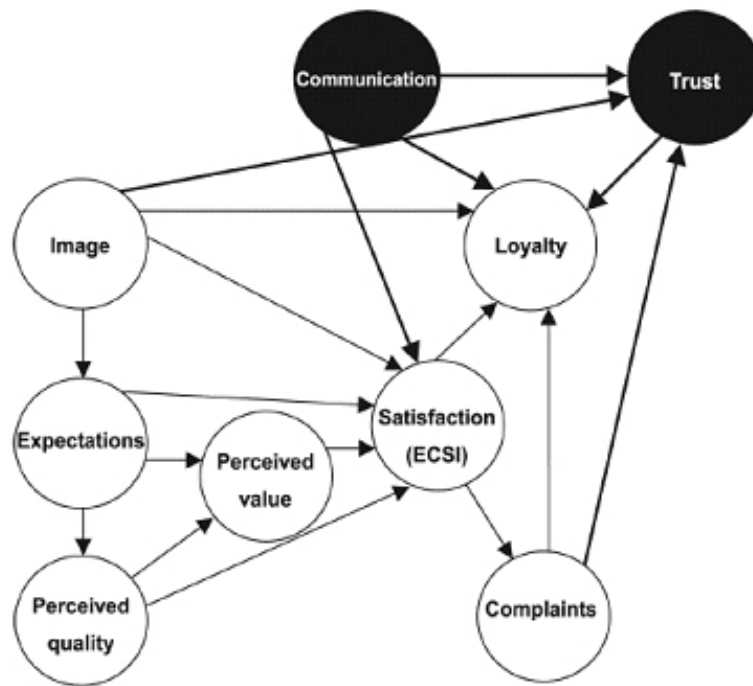 Communication
Trust
Image
Loyalty
Expectations
Perceived
value
Satisfaction
(ECSI)
Perceived
quality
Complaints